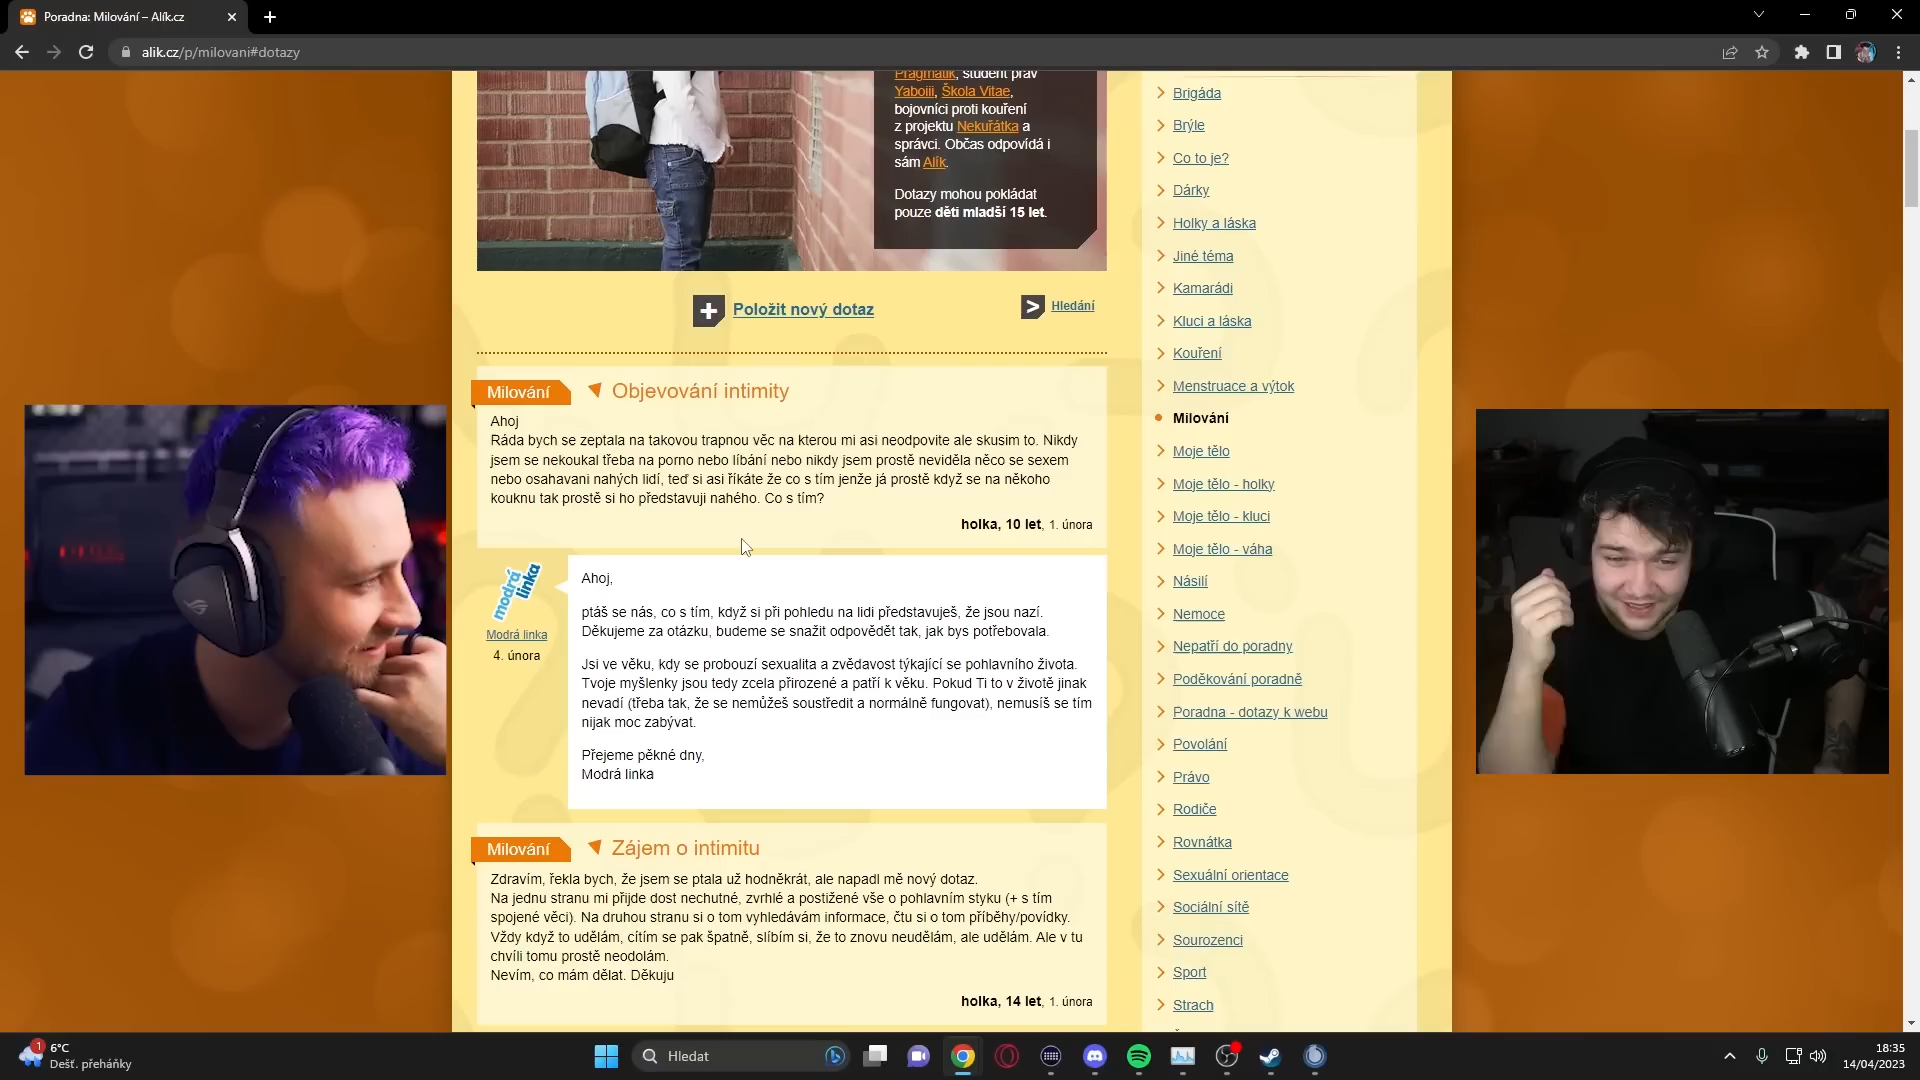 Poradna: Milování – Alík.cz
alik.cz/p/milovani#dotazy
Pragmatik, student práv
Yaboiii, Škola Vitae,
bojovníci proti kouření
z projektu Nekuřátka a
správci. Občas odpovídá i
sám Alík.
Dotazy mohou pokládat
pouze děti mladší 15 let.
Položit nový dotaz
Hledání
Milování
Objevování intimity
Ahoj
Ráda bych se zeptala na takovou trapnou věc na kterou mi asi neodpovite ale skusim to. Nikdy
jsem se nekoukal třeba na porno nebo líbání nebo nikdy jsem prostě neviděla něco se sexem
nebo osahavani nahých lidí, teď si asi říkáte že co s tím jenže já prostě když se na někoho
kouknu tak prostě si ho představuji nahého. Co s tím?
holka, 10 let, 1. února
modrá
linka
Modrá linka
4. února
Ahoj,
ptáš se nás, co s tím, když si při pohledu na lidi představuješ, že jsou nazí.
Děkujeme za otázku, budeme se snažit odpovědět tak, jak bys potřebovala.
Jsi ve věku, kdy se probouzí sexualita a zvědavost týkající se pohlavního života.
Tvoje myšlenky jsou tedy zcela přirozené a patří k věku. Pokud Ti to v životě jinak
nevadí (třeba tak, že se nemůžeš soustředit a normálně fungovat), nemusíš se tím
nijak moc zabývat.
Přejeme pěkné dny,
Modrá linka
Milování
Zájem o intimitu
Zdravím, řekla bych, že jsem se ptala už hodněkrát, ale napadl mě nový dotaz.
Na jednu stranu mi přijde dost nechutné, zvrhlé a postižené vše o pohlavním styku (+ s tím
spojené věci). Na druhou stranu si o tom vyhledávám informace, čtu si o tom příběhy/povídky.
Vždy když to udělám, cítím se pak špatně, slíbím si, že to znovu neudělám, ale udělám. Ale v tu
chvíli tomu prostě neodolám.
Nevím, co mám dělat. Děkuju
holka, 14 let, 1. února
Brigáda
Brýle
Co to je?
Dárky
Holky a láska
Jiné téma
Kamarádi
Kluci a láska
Kouření
Menstruace a výtok
Milování
Moje tělo
Moje tělo - holky
Moje tělo - kluci
Moje tělo - váha
Násilí
Nemoce
Nepatří do poradny
Poděkování poradně
Poradna - dotazy k webu
Povolání
Právo
Rodiče
Rovnátka
Sexuální orientace
Sociální sítě
Sourozenci
Sport
Strach
1
6°C
Déšť. přeháňky
Hledat
18:35
14/04/2023